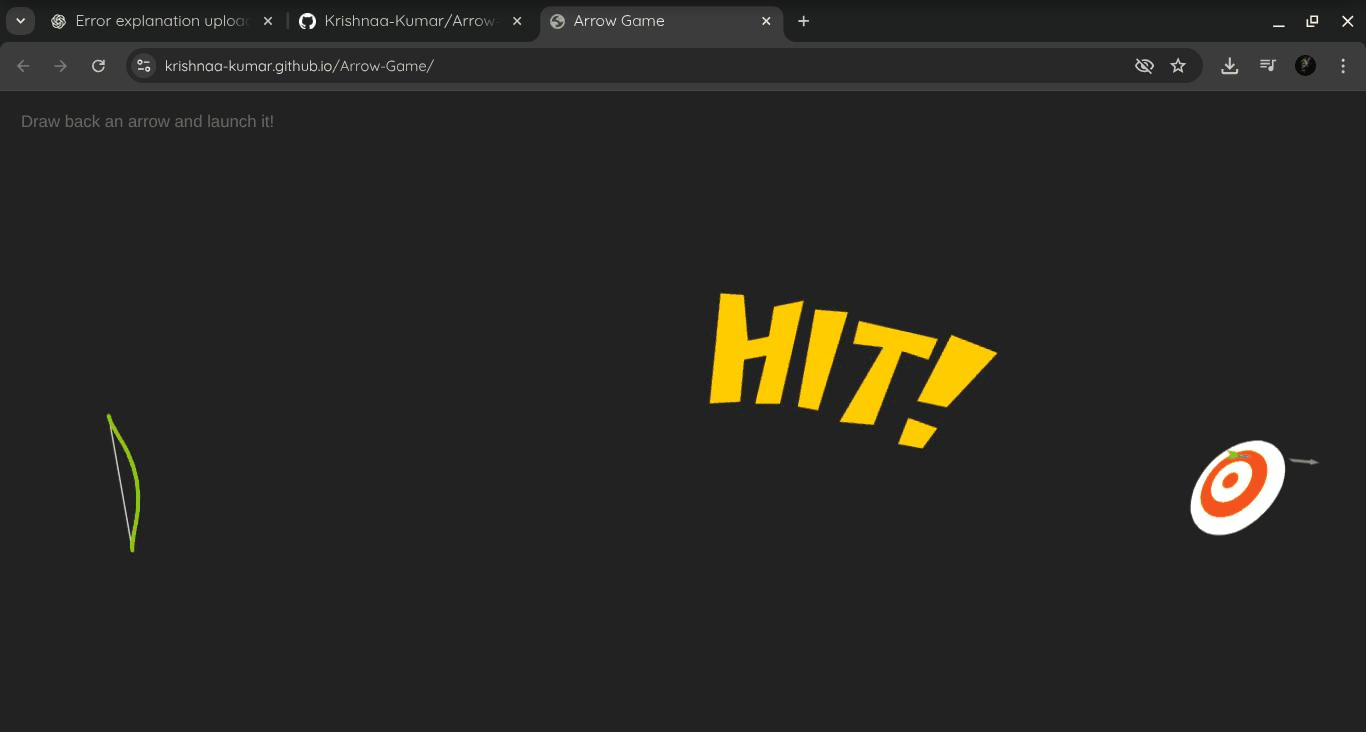 Error explanation uploa
Krishnaa-Kumar/Arrow-
Arrow Game
krishnaa-kumar.github.io/Arrow-Game/
Draw back an arrow and launch it!
HIT!